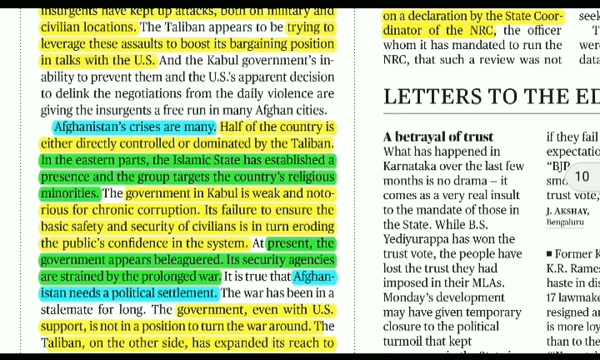 insurgents have kept up attacks, both on military and
civilian locations. The Taliban appears to be trying to
leverage these assaults to boost its bargaining position
in talks with the U.S. And the Kabul government's in-
ability to prevent them and the U.S.'s apparent decision
to delink the negotiations from the daily violence are
giving the insurgents a free run in many Afghan cities.
Afghanistan's crises are many. Half of the country is
either directly controlled or dominated by the Taliban.
In the eastern parts, the Islamic State has established a
presence and the group targets the country's religious
minorities. The government in Kabul is weak and noto-
rious for chronic corruption. Its failure to ensure the
basic safety and security of civilians is in turn eroding
the public's confidence in the system. At present, the
government appears beleaguered. Its security agencies
are strained by the prolonged war. It is true that Afghan-
istan needs a political settlement. The war has been in a
stalemate for long. The government, even with U.S.
support, is not in a position to turn the war around. The
Taliban, on the other side, has expanded its reach to
on a declaration by the State Coor-
dinator of the NRC, the officer
whom it has mandated to run the
NRC, that such a review was not
seek
T
were
data
LETTERS TO THE ED
A betrayal of trust
What has happened in
Karnataka over the last few
months is no drama – it
comes as a very real insult
to the mandate of those in
the State. While B.S.
Yediyurappa has won the
trust vote, the people have
lost the trust they had
imposed in their MLAs.
Monday's development
may have given temporary
closure to the political
turmoil that kept
if they fail
expectatio
"BJP
smo
trust vote,
J. AKSHAY,
Bengaluru
10
■ Former K
K.R. Rames
haste in dis
17 lawmake
resigned an
is more loy
than to the